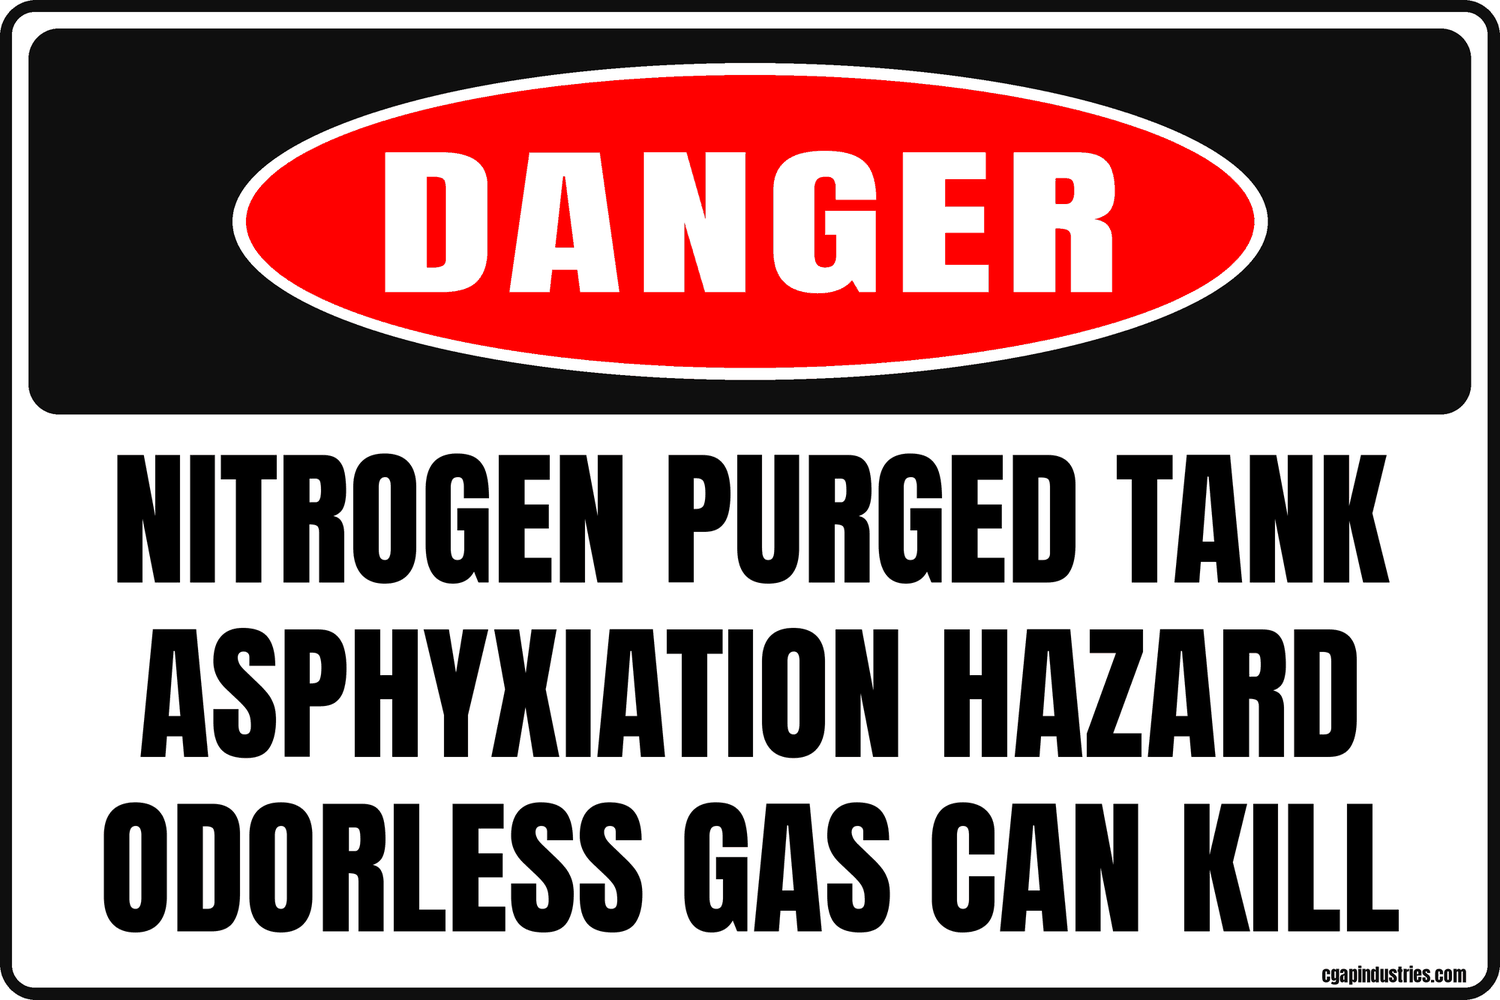 DANGER
NITROGEN PURGED TANK
ASPHYXIATION HAZARD
ODORLESS GAS CAN KILL
cgapindustries.com